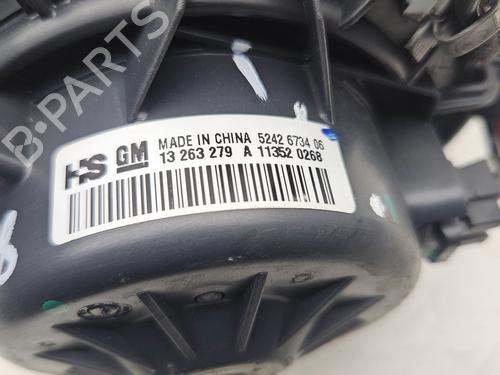 B-PARTS
HS GM
MADE IN CHINA 5242 6734 06
13 263 279 A 11352 0268